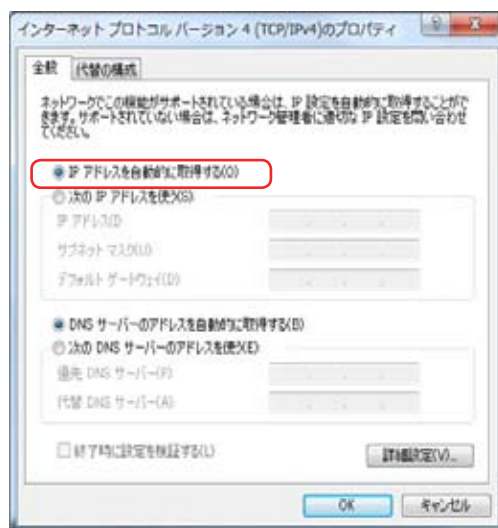 インターネット プロトコル バージョン 4 (TCP/IPv4)のプロパティ
全般
代替の構成
ネットワークでこの機能がサポートされている場合は、IP 設定を自動的に取得することがで
きます。サポートされていない場合は、ネットワーク管理者に適切な IP 設定を問い合わせ
てください。
IP アドレスを自動的に取得する(O)
次の IP アドレスを使う(S)
IP アドレス(I)
サブネット マスク(U)
デフォルト ゲートウェイ(D)
DNS サーバーのアドレスを自動的に取得する(B)
次の DNS サーバーのアドレスを使う(E)
優先 DNS サーバー(P)
代替 DNS サーバー(A)
終了時に設定を検証する(L)
詳細設定(V)...
OK
キャンセル